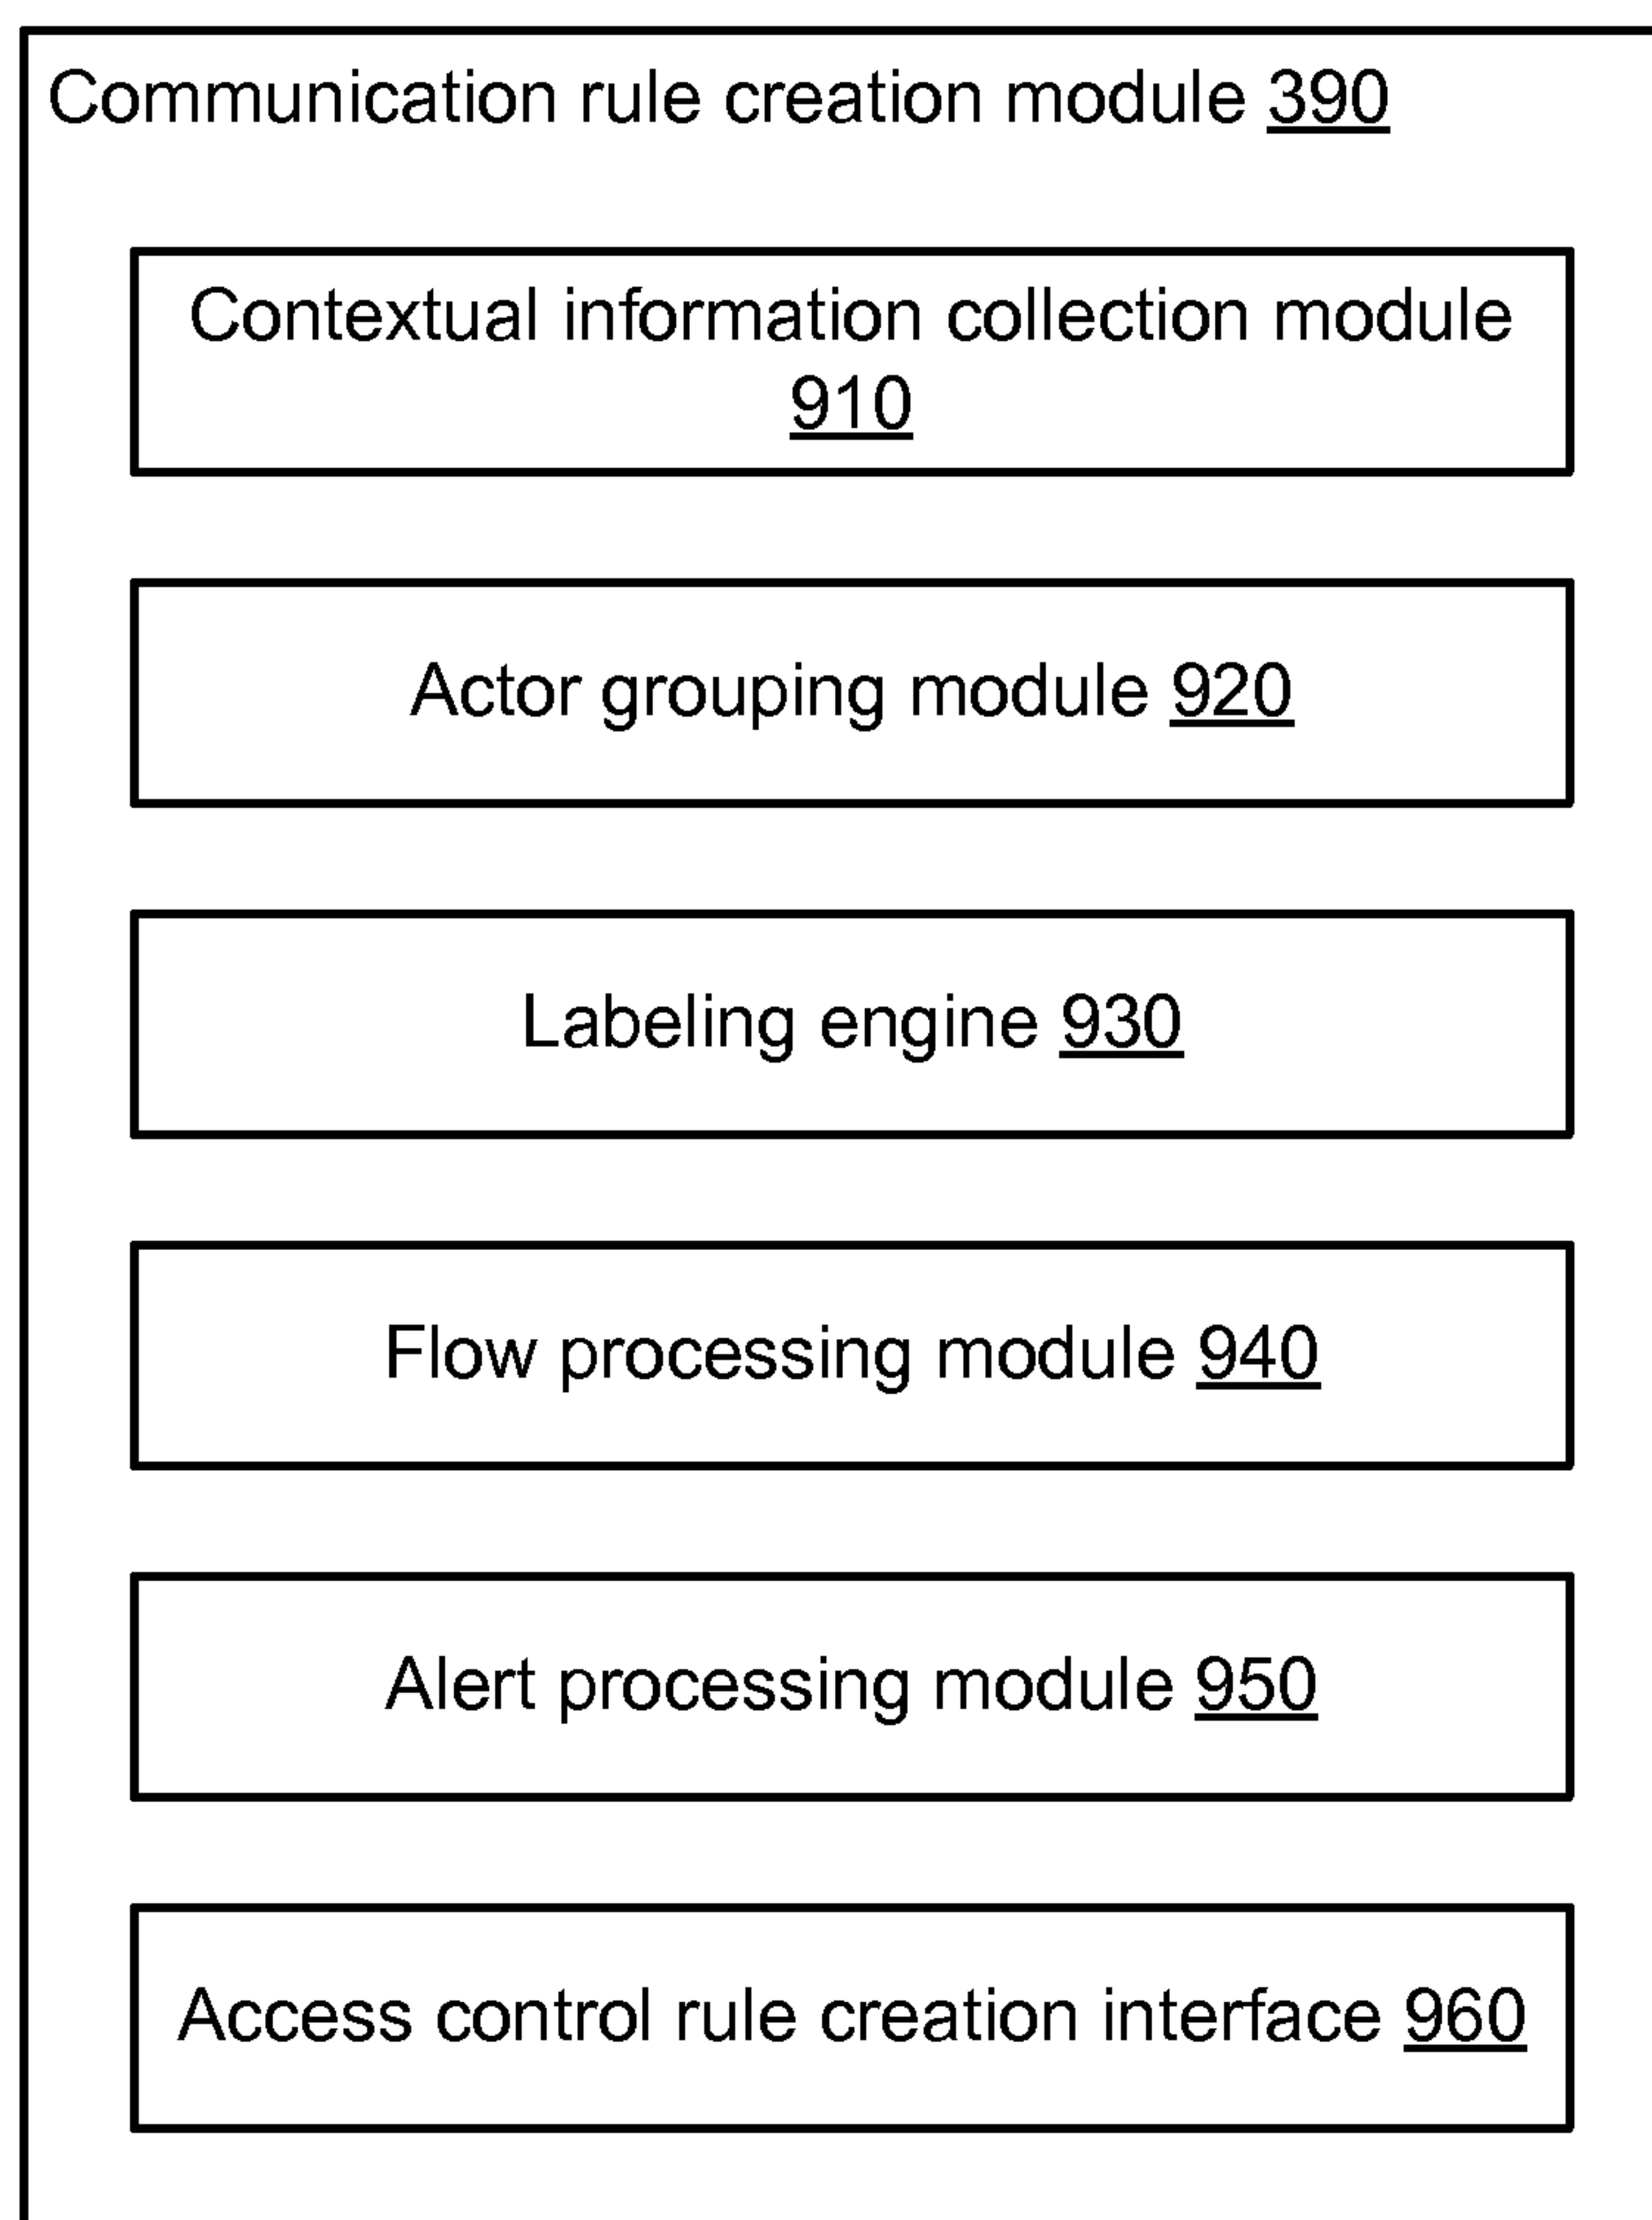 Communication rule creation module 390
Contextual information collection module
910
Actor grouping module 920
Labeling engine 930
Flow processing module 940
Alert processing module 950
Access control rule creation interface 960